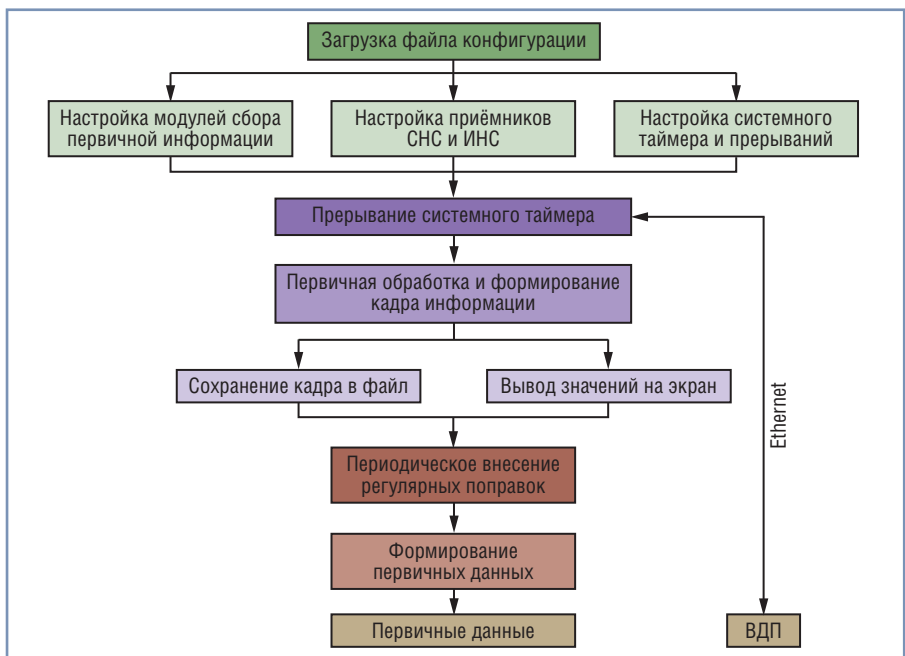 Загрузка файла конфигурации
Настройка модулей сбора
первичной информации
Настройка приёмников
СНС и ИНС
Настройка системного
таймера и прерываний
Прерывание системного таймера
Первичная обработка и формирование
кадра информации
Сохранение кадра в файл
Вывод значений на экран
Ethernet
Периодическое внесение
регулярных поправок
Формирование
первичных данных
Первичные данные
ВДП